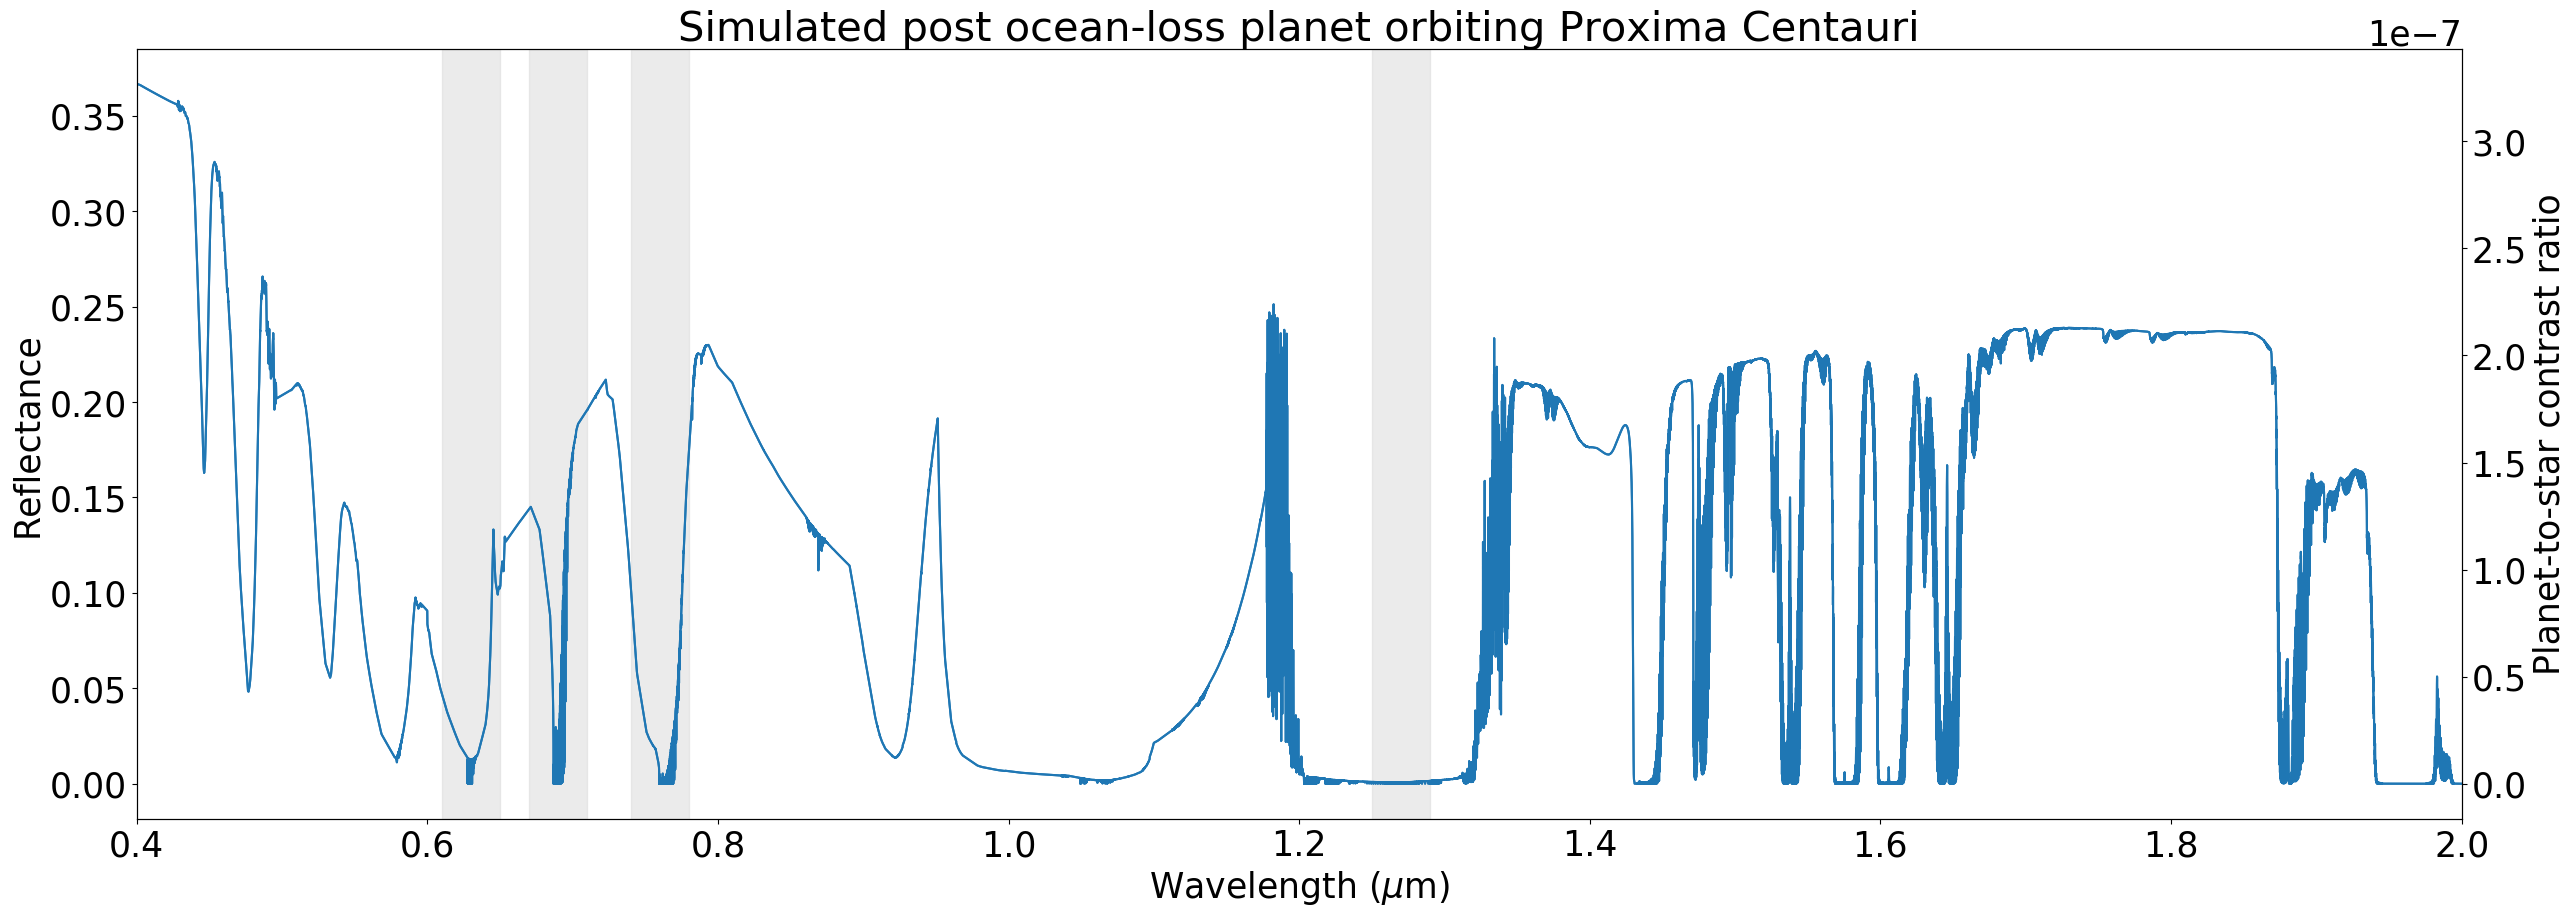 Simulated post ocean-loss planet orbiting Proxima Centauri
1e−7
Reflectance
0.35
0.30
0.25
0.20
0.15
0.10
0.05
0.00
3.0
2.5
2.0
1.5
1.0
0.5
0.0
Planet-to-star contrast ratio
0.4 0.6 0.8 1.0 1.2 1.4 1.6 1.8 2.0
Wavelength (μm)